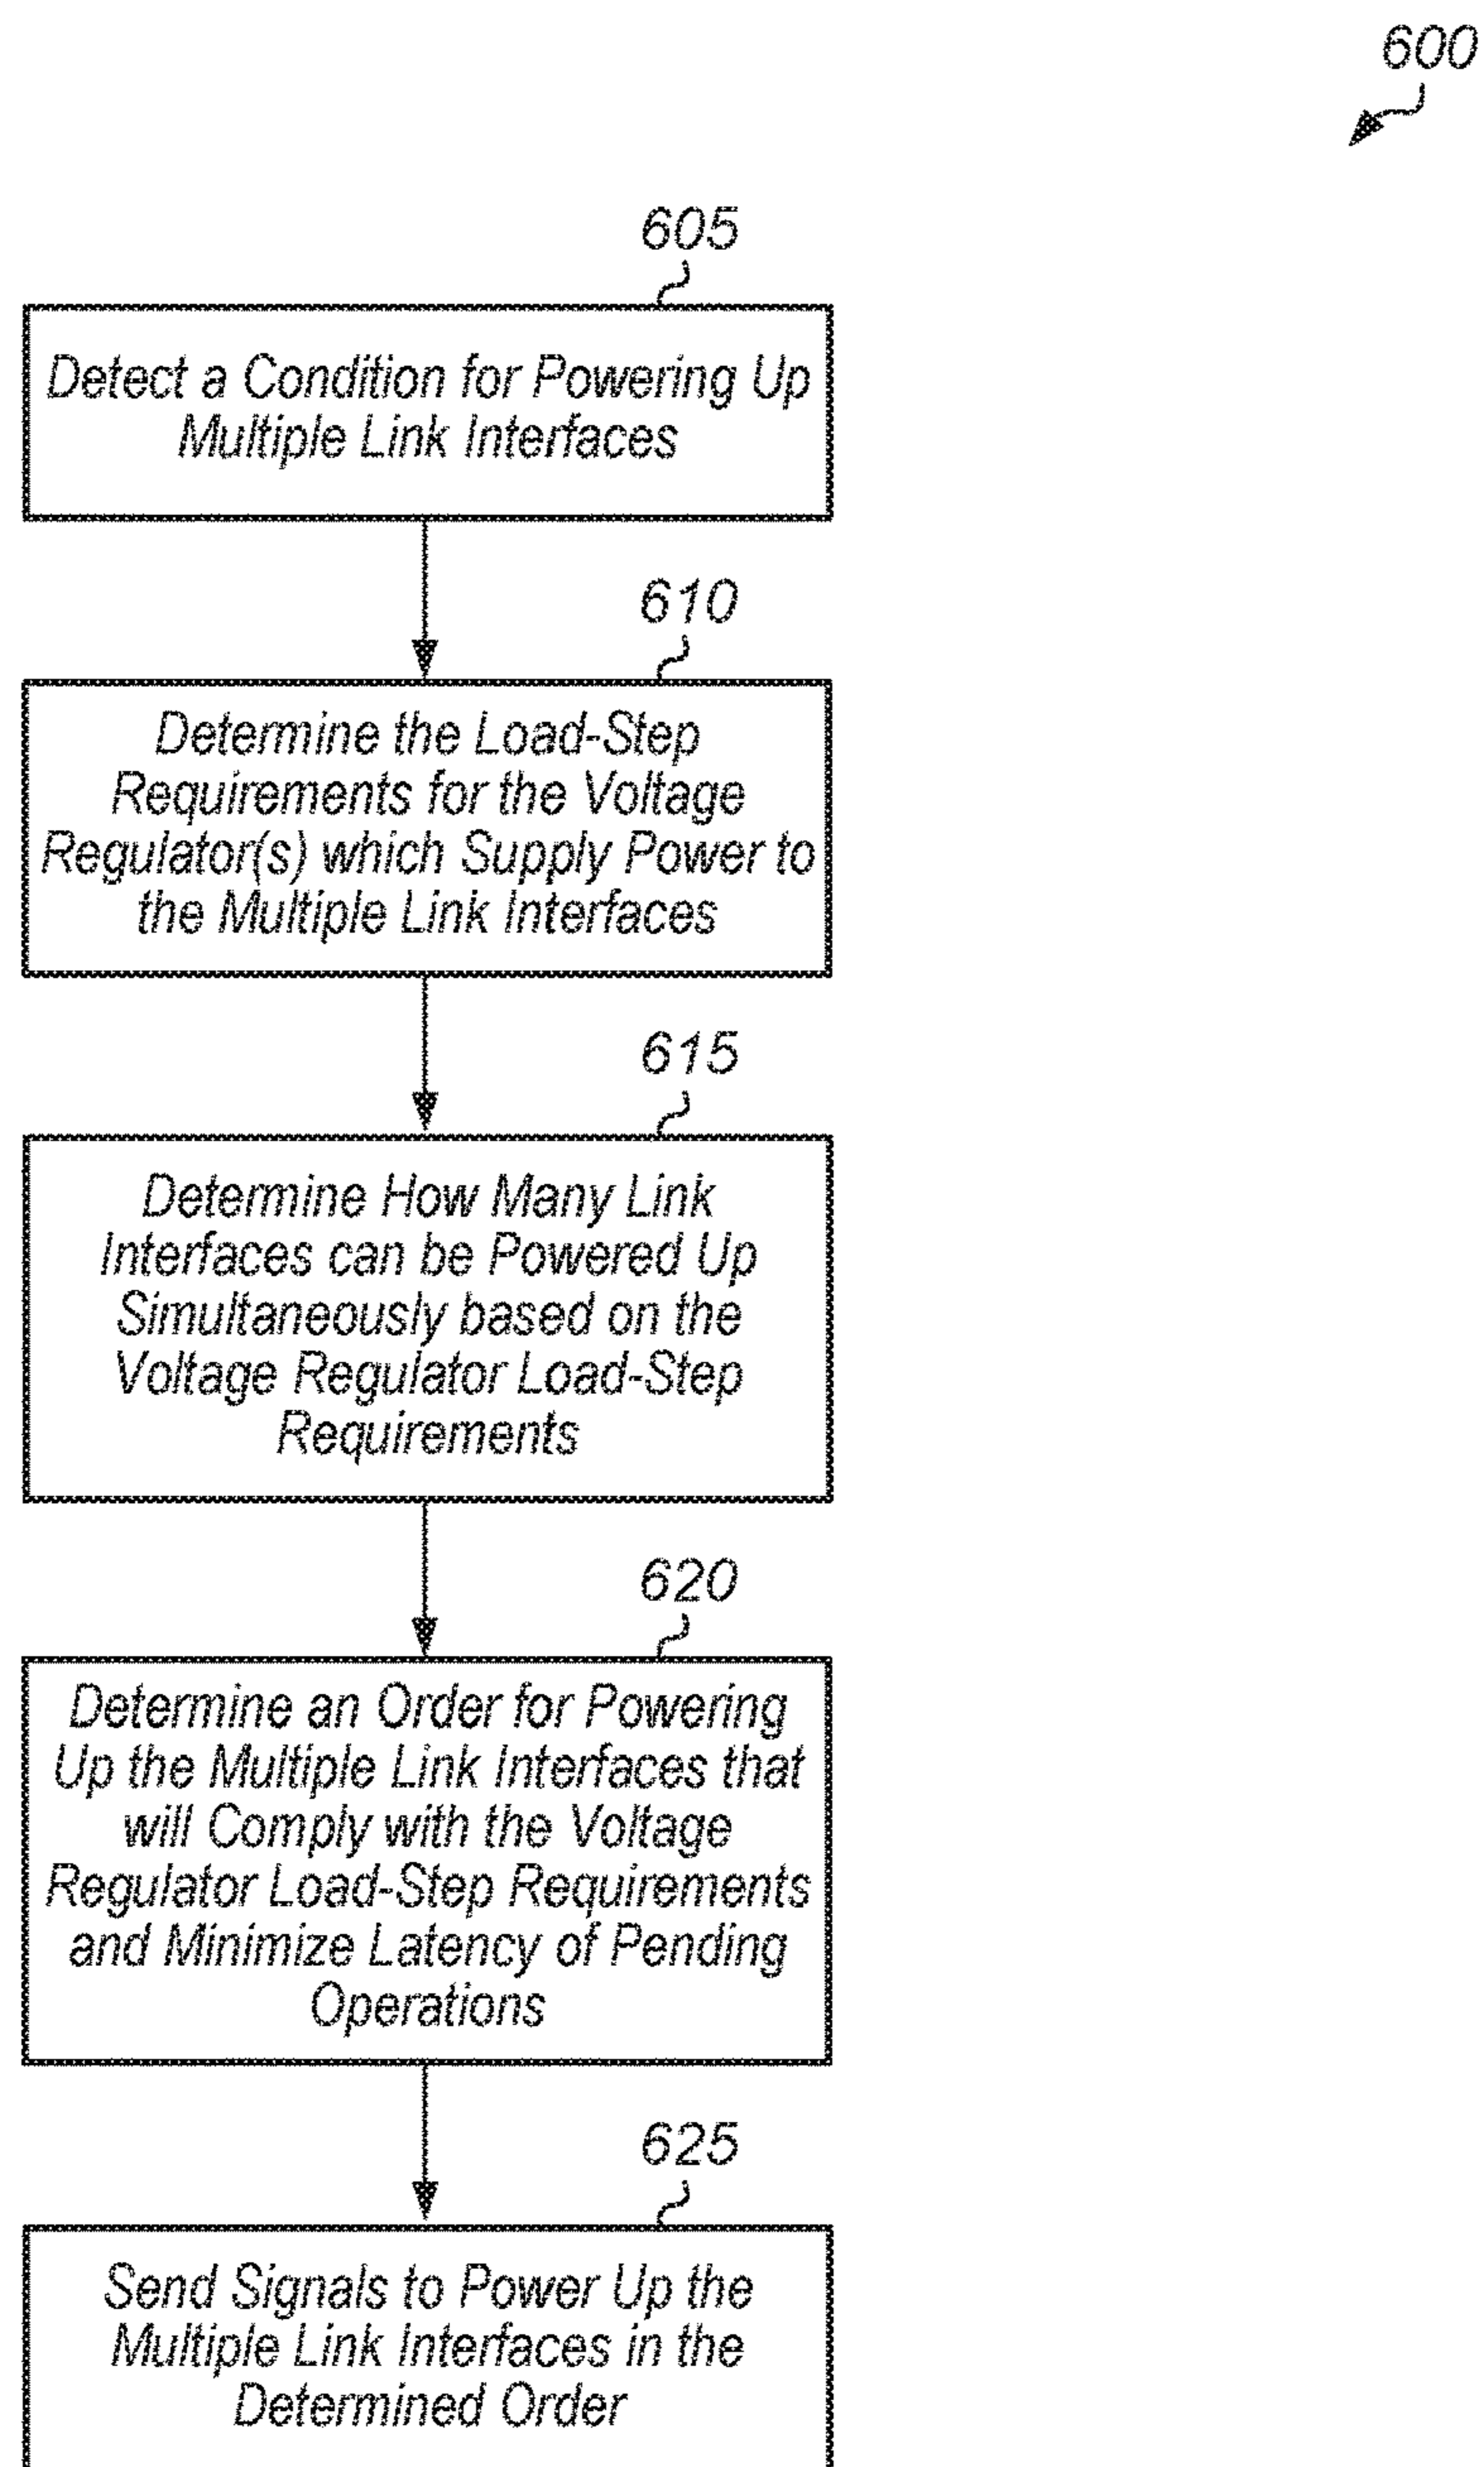 600
605
Detect a Condition for Powering Up
Multiple Link Interfaces
610
Determine the Load-Step
Requirements for the Voltage
Regulator(s) which Supply Power to
the Multiple Link Interfaces
615
Determine How Many Link
Interfaces can be Powered Up
Simultaneously based on the
Voltage Regulator Load-Step
Requirements
620
Determine an Order for Powering
Up the Multiple Link Interfaces that
will Comply with the Voltage
Regulator Load-Step Requirements
and Minimize Latency of Pending
Operations
625
Send Signals to Power Up the
Multiple Link Interfaces in the
Determined Order